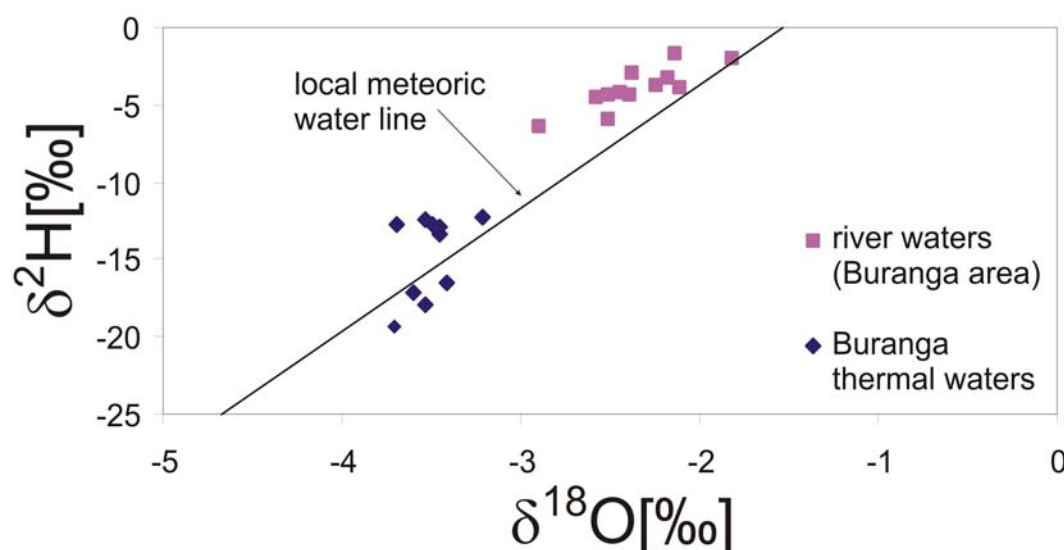 0
-5
-10
-15
-20
-25
δ²H[‰]
local meteoric
water line
river waters
(Buranga area)
Buranga
thermal waters
-5 -4 -3 -2 -1 0
δ¹⁸O[‰]